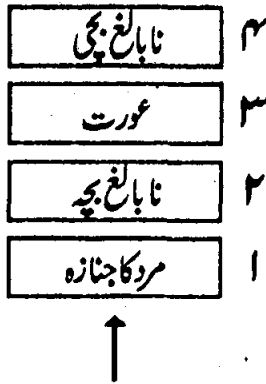 نابالغ بچی ۴
عورت ۳
نابالغ بچہ ۲
مرد کا جنازہ ۱